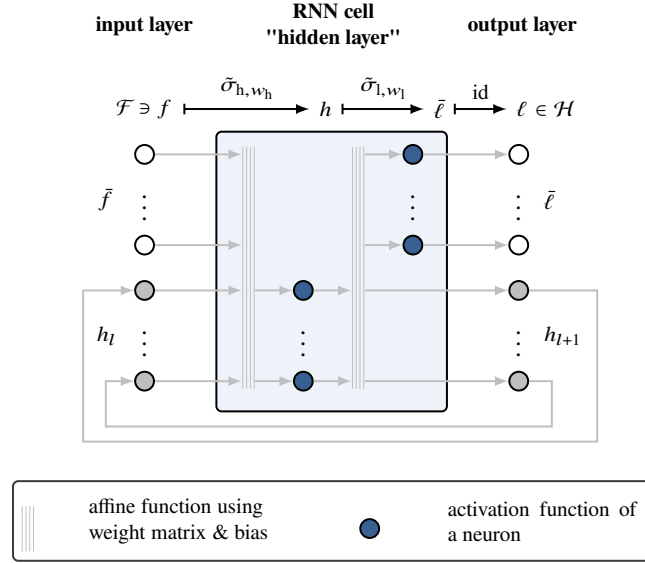 input layer
RNN cell
"hidden layer"
output layer
σ̃h,wh
σ̃l,wl
id
ℱ ∋ f
h
ℓ̄
ℓ ∈ ℋ
f̄
⋮
⋮
⋮
ℓ̄
hl
⋮
⋮
⋮
hl+1
affine function using
weight matrix & bias
activation function of
a neuron